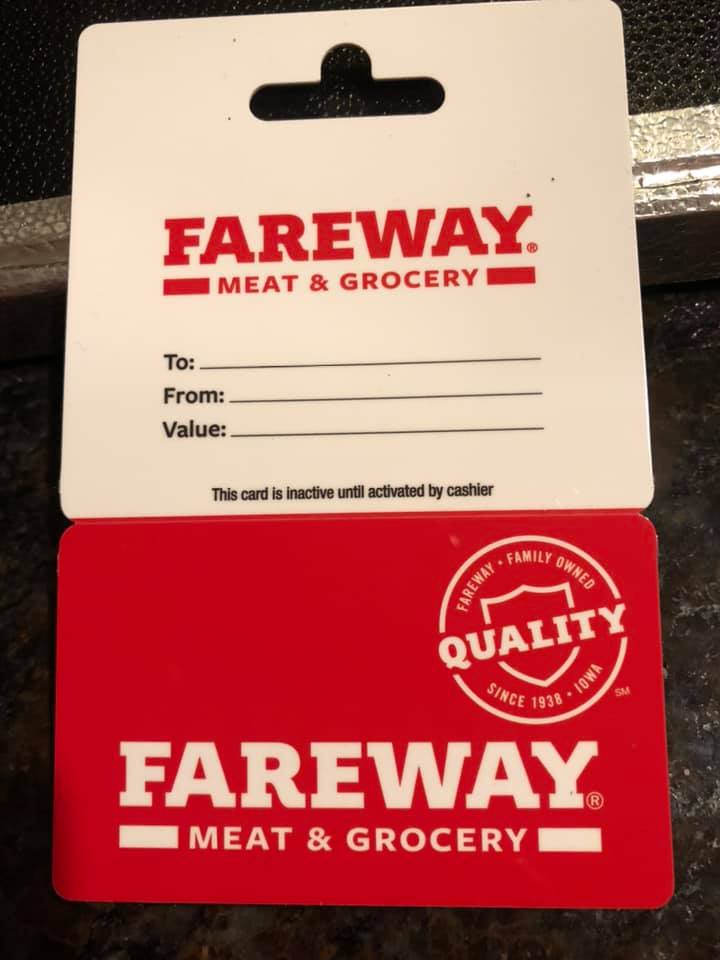 FAREWAY®
MEAT & GROCERY
To:
From:
Value:
This card is inactive until activated by cashier
FAREWAY • FAMILY OWNED
QUALITY
SINCE 1938 • IOWA
SM
FAREWAY®
MEAT & GROCERY